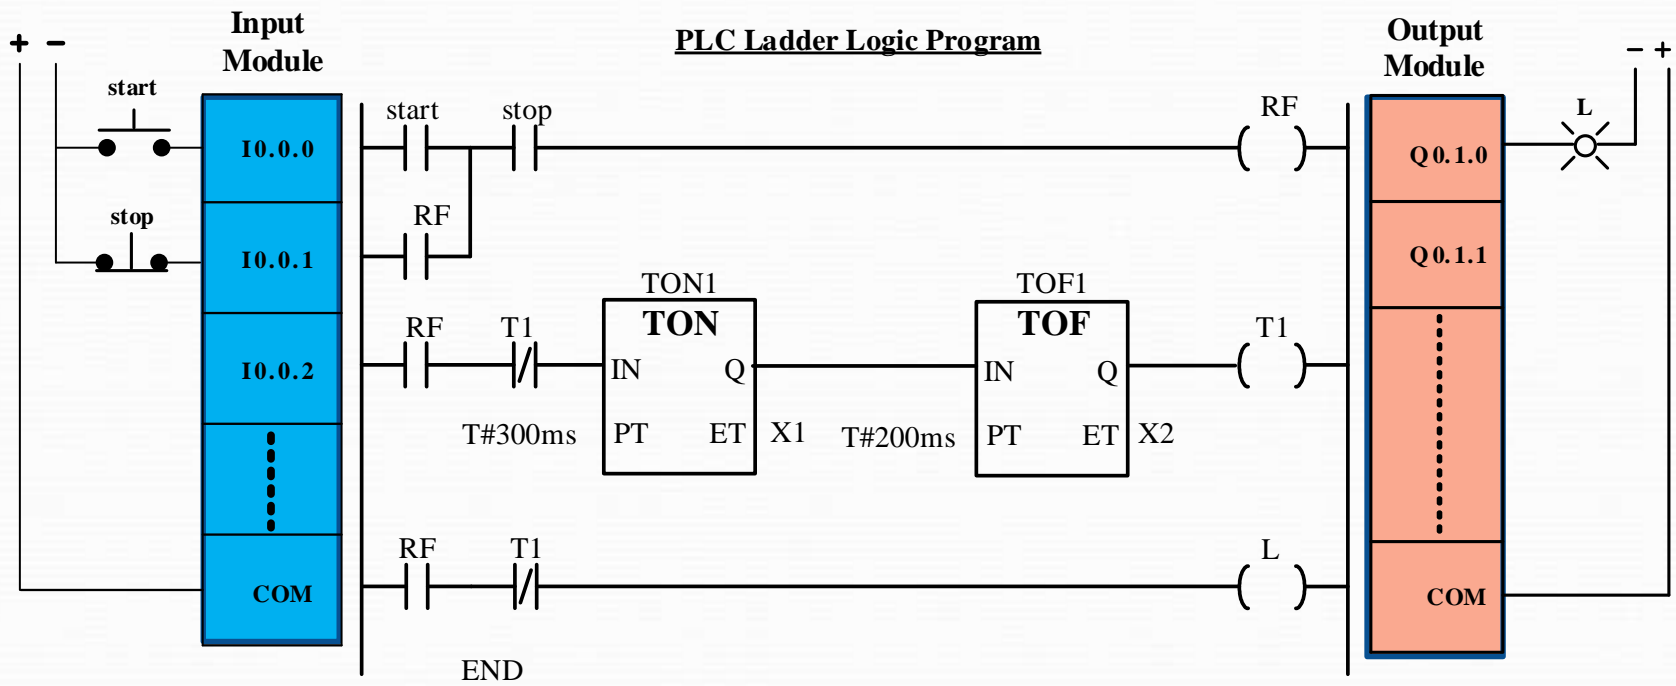 PLC Ladder Logic Program
+ −
Input
Module
start
I0.0.0
stop
I0.0.1
I0.0.2
COM
start stop RF
RF
RF T1 T1
TON1
TON
IN Q
T#300ms PT ET X1
TOF1
TOF
IN Q
T#200ms PT ET X2
RF T1 L
END
Output
Module
Q0.1.0
Q0.1.1
COM
L
− +